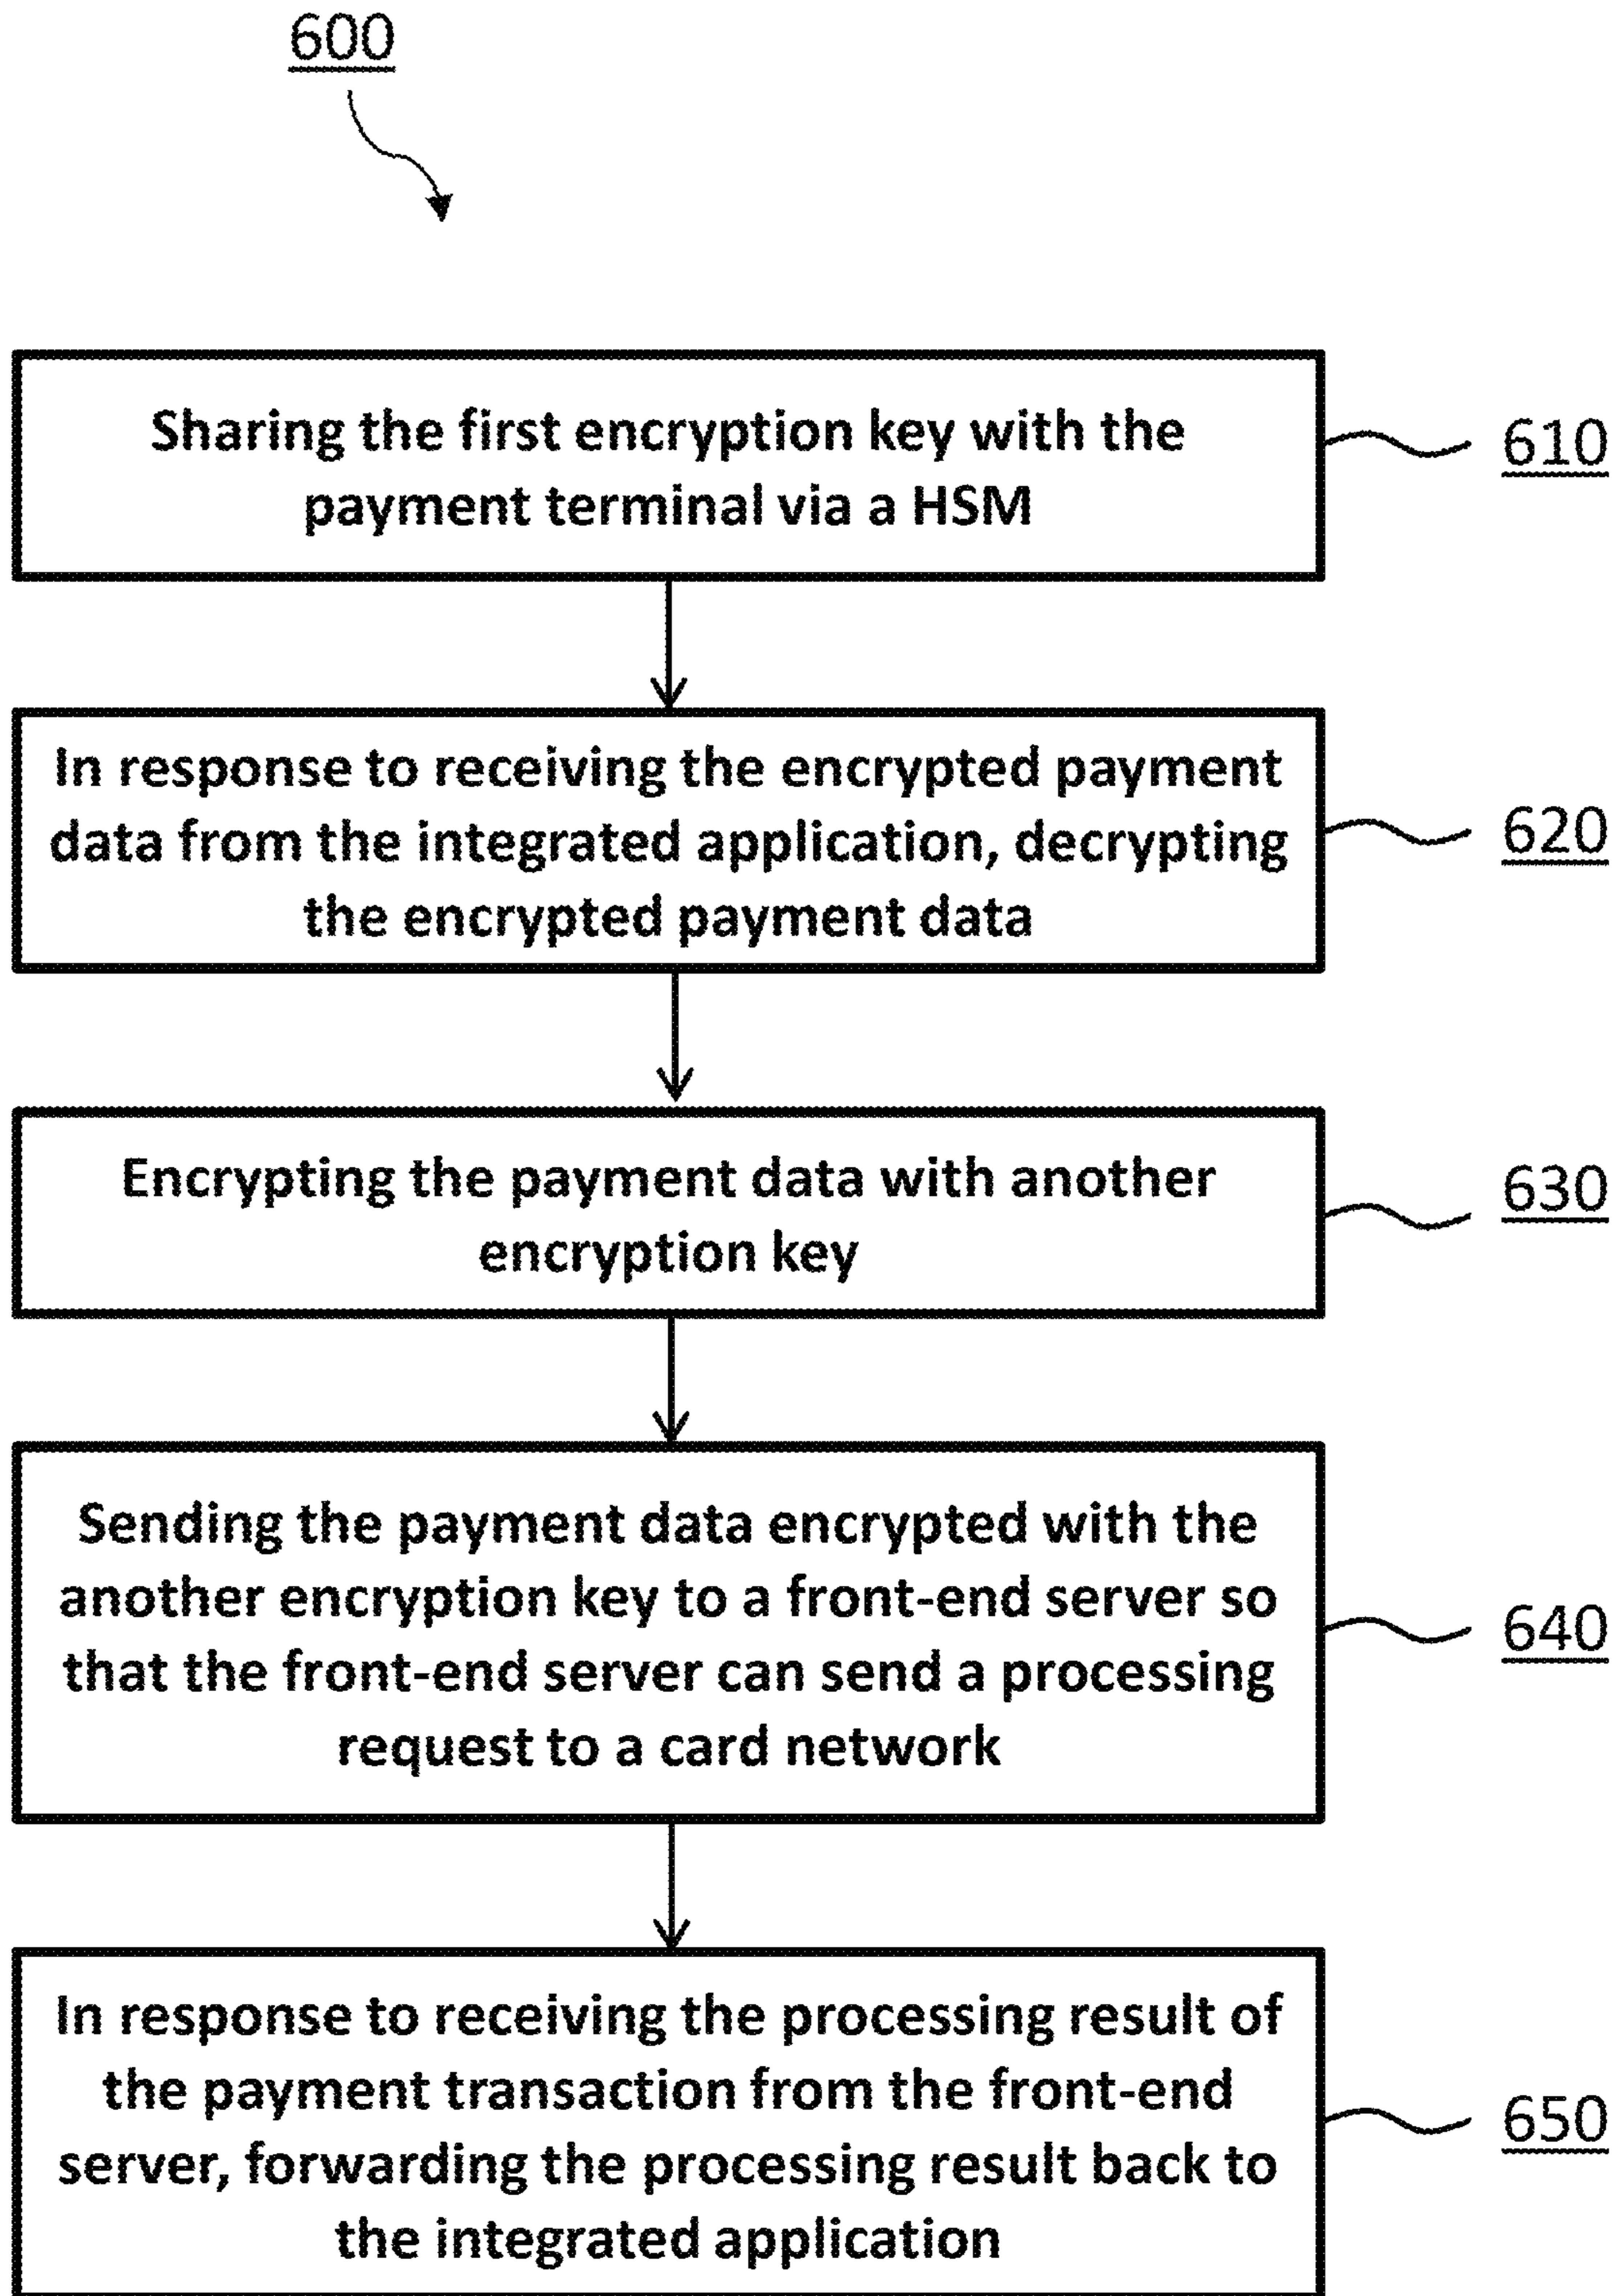 600
Sharing the first encryption key with the
payment terminal via a HSM
610
In response to receiving the encrypted payment
data from the integrated application, decrypting
the encrypted payment data
620
Encrypting the payment data with another
encryption key
630
Sending the payment data encrypted with the
another encryption key to a front-end server so
that the front-end server can send a processing
request to a card network
640
In response to receiving the processing result of
the payment transaction from the front-end
server, forwarding the processing result back to
the integrated application
650